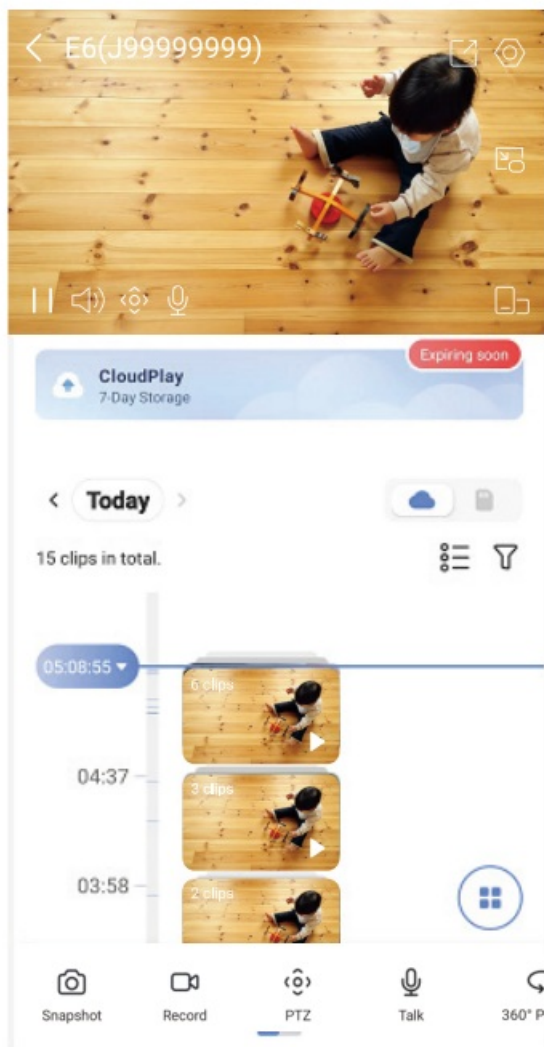 E6(J99999999)
Expiring soon
CloudPlay
7-Day Storage
Today
15 clips in total.
05:08:55
6 clips
04:37
3 clips
03:58
2 clips
Snapshot
Record
PTZ
Talk
360° P